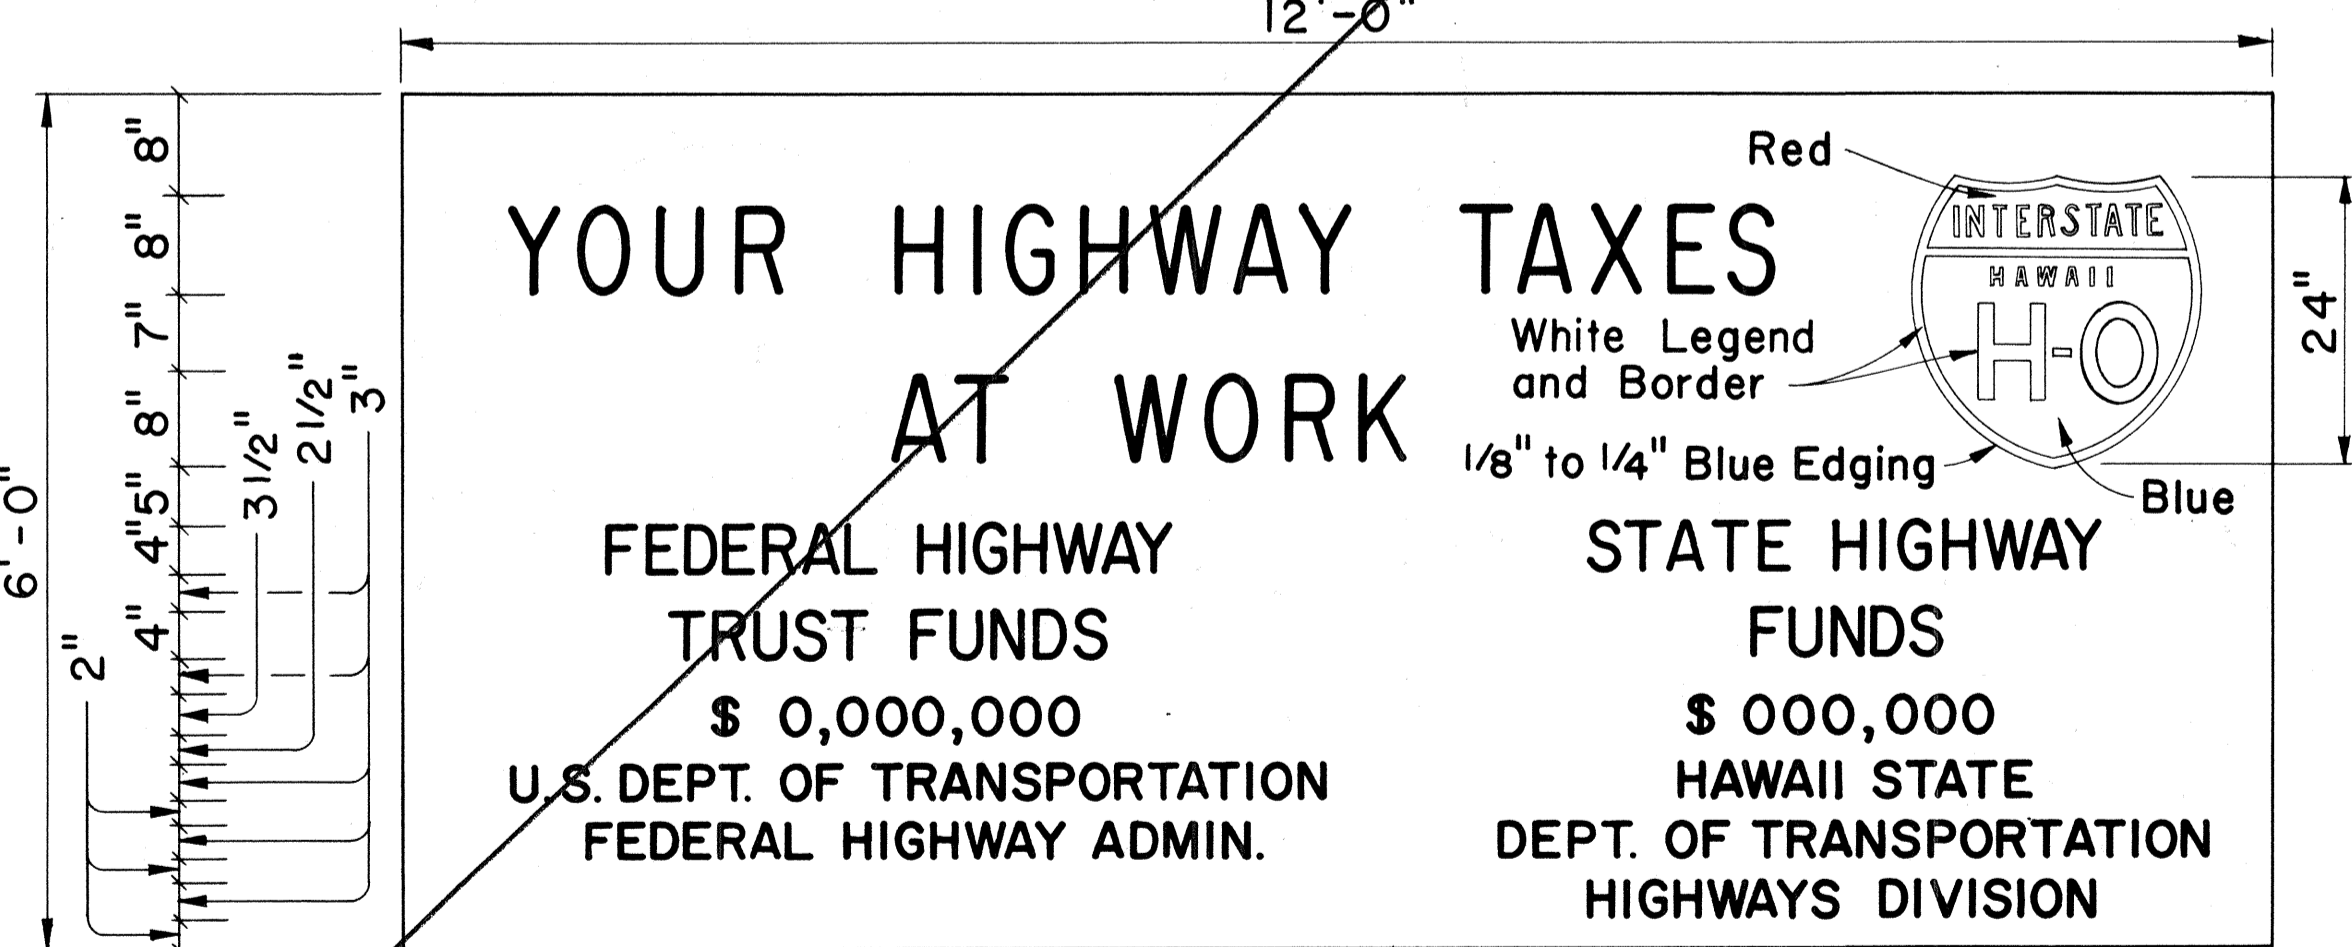 12'-0"
6'-0"
8"
8"
7"
8"
5"
4"
4"
3 1/2"
2 1/2"
3"
2"
YOUR HIGHWAY TAXES
AT WORK
FEDERAL HIGHWAY
TRUST FUNDS
$ 0,000,000
U.S. DEPT. OF TRANSPORTATION
FEDERAL HIGHWAY ADMIN.
Red
INTERSTATE
HAWAII
H-O
White Legend
and Border
1/8" to 1/4" Blue Edging
Blue
24"
STATE HIGHWAY
FUNDS
$ 000,000
HAWAII STATE
DEPT. OF TRANSPORTATION
HIGHWAYS DIVISION